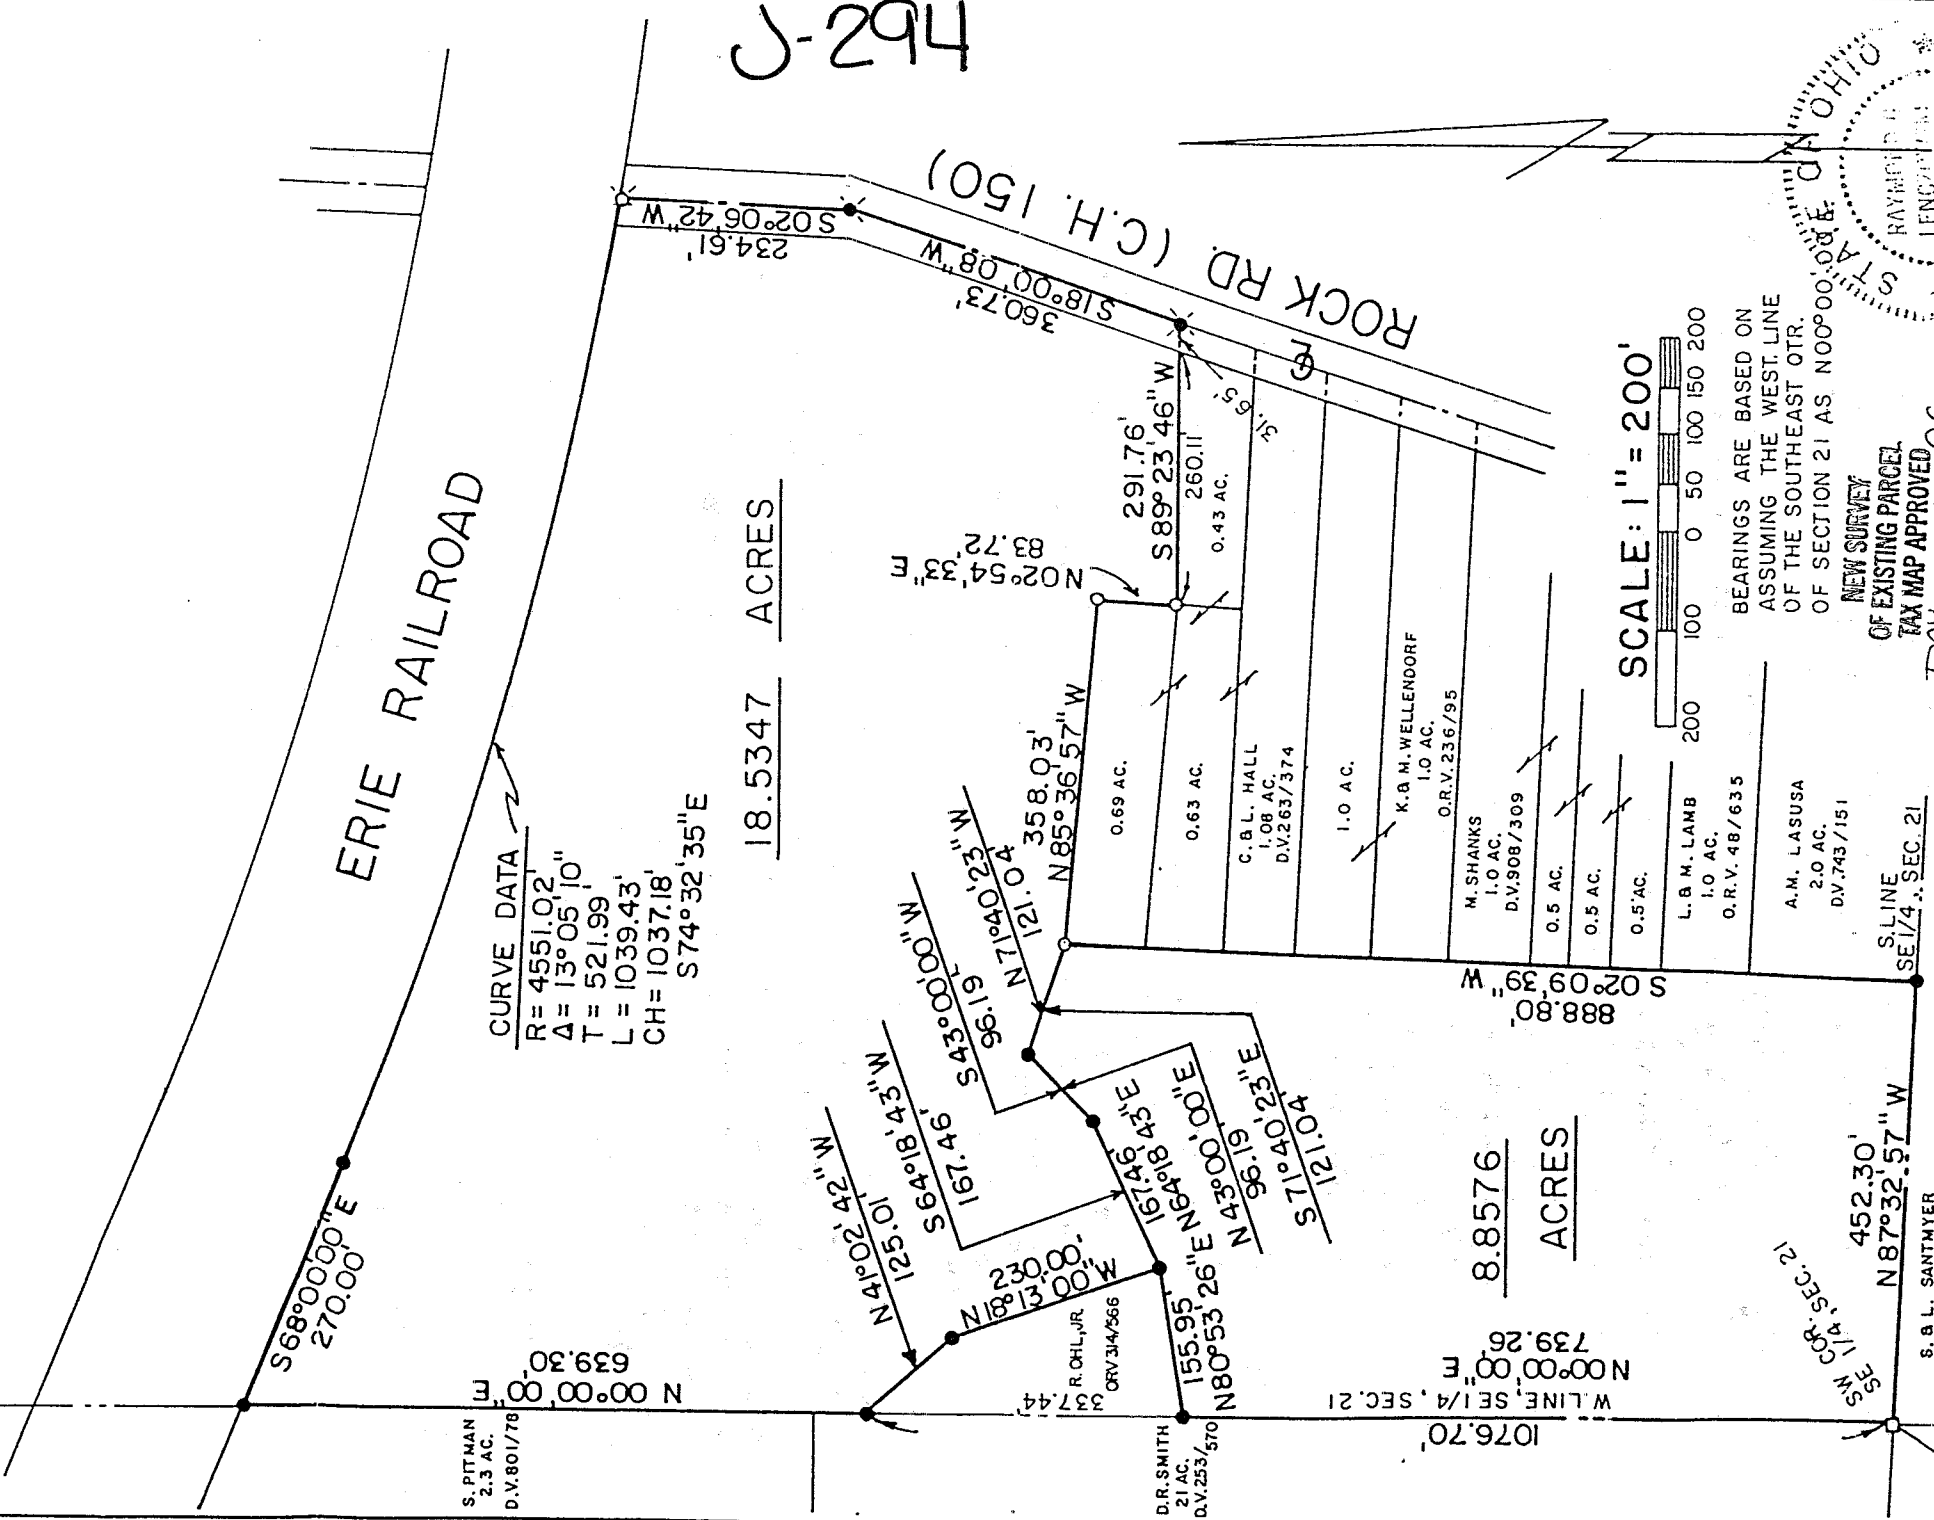 J-294
ERIE RAILROAD
CURVE DATA
R = 4551.02'
Δ = 13°05'10"
T = 521.99'
L = 1039.43'
CH = 1037.18'
S74°32'35"E
18.5347 ACRES
S68°00'00"E
270.00'
N 00°00'00"E
639.30'
S. PITMAN
2.3 AC.
D.V.801/78
S02°06'42"W
234.61'
S18°00'08"W
360.73'
ROCK RD. (C.H. 150)
℄
291.76'
S 89°23'46"W
260.11
31.65'
0.43 AC.
N02°54'33"E
83.72'
358.03'
N 85°36'57"W
N71°40'23"W
121.04'
S 43°00'00"W
96.19'
S64°18'43"W
167.46'
N41°02'42"W
125.01'
N18°13'00"W
230.00'
R. OHL, JR.
ORV 314/566
337.44'
167.46'
N64°18'43"E
N43°00'00"E
96.19'
S71°40'23"E
121.04'
155.95'
N80°53'26"E
D.R. SMITH
21 AC.
D.V.253/570
8.8576
ACRES
N00°00'00"E
739.26'
W. LINE, SE 1/4, SEC. 21
1076.70'
S 02°09'39"W
888.80'
452.30'
N 87°32'57"W
SW COR.
SE 1/4, SEC. 21
S. & L. SANTMYER
S. LINE
SE 1/4, SEC. 21
0.69 AC.
0.63 AC.
C. & L. HALL
1.08 AC.
D.V.263/374
1.0 AC.
K. & M. WELLENDORF
1.0 AC.
O.R.V. 236/95
M. SHANKS
1.0 AC.
D.V.908/309
0.5 AC.
0.5 AC.
0.5 AC.
L. & M. LAMB
1.0 AC.
O.R.V. 48/635
A.M. LASUSA
2.0 AC.
D.V.743/151
SCALE: 1" = 200'
200 100 0 50 100 150 200
BEARINGS ARE BASED ON
ASSUMING THE WEST LINE
OF THE SOUTHEAST QTR.
OF SECTION 21 AS N00°00'00"E.
NEW SURVEY
OF EXISTING PARCEL
TAX MAP APPROVED
STATE OF OHIO